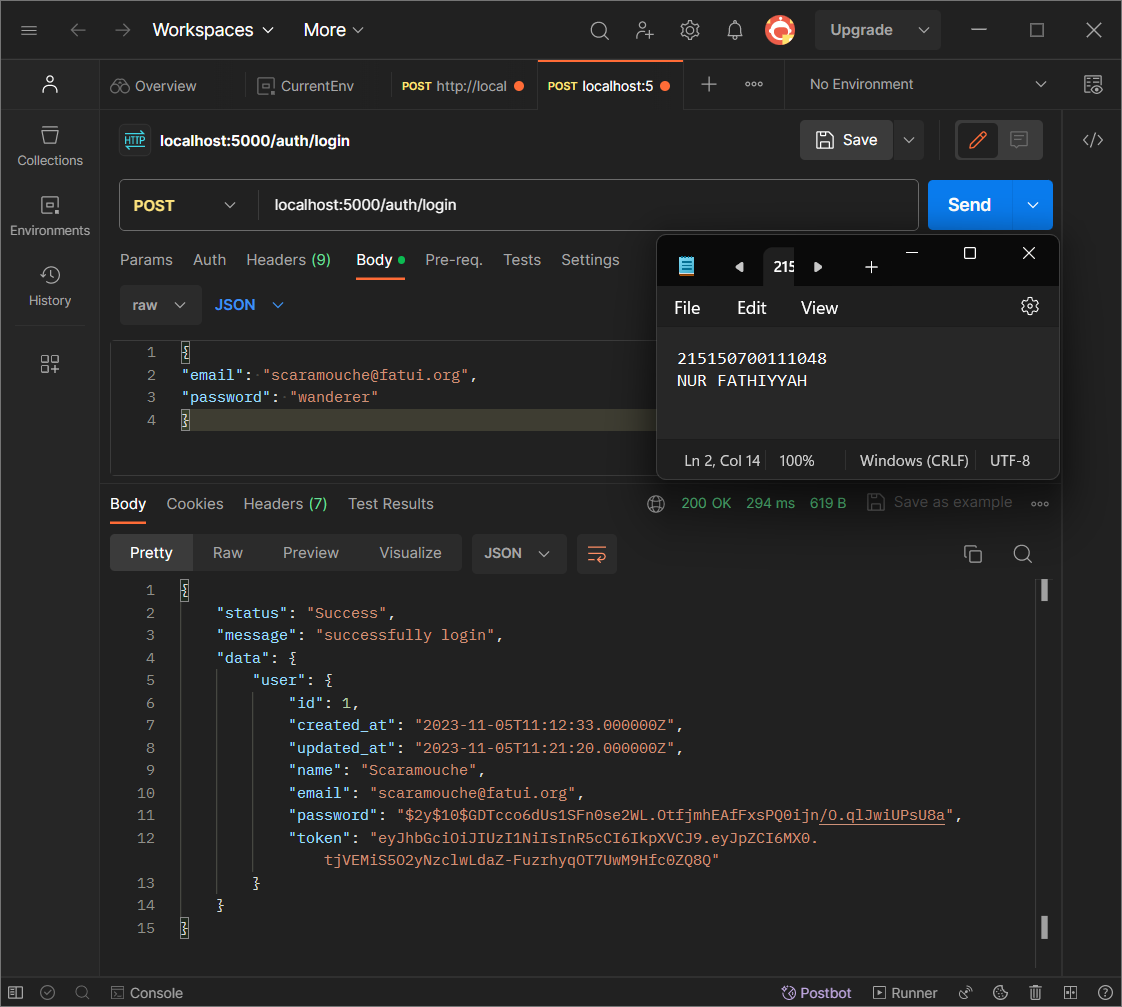 Workspaces More Upgrade
Overview CurrentEnv POST http://local POST localhost:5 No Environment
HTTP localhost:5000/auth/login Save
Collections
Environments
History
POST localhost:5000/auth/login Send
Params Auth Headers (9) Body Pre-req. Tests Settings
raw JSON
1 {
2 "email": "scaramouche@fatui.org",
3 "password": "wanderer"
4 }
215
File Edit View
215150700111048
NUR FATHIYYAH
Ln 2, Col 14 100% Windows (CRLF) UTF-8
Body Cookies Headers (7) Test Results 200 OK 294 ms 619 B Save as example
Pretty Raw Preview Visualize JSON
1 {
2 "status": "Success",
3 "message": "successfully login",
4 "data": {
5 "user": {
6 "id": 1,
7 "created_at": "2023-11-05T11:12:33.000000Z",
8 "updated_at": "2023-11-05T11:21:20.000000Z",
9 "name": "Scaramouche",
10 "email": "scaramouche@fatui.org",
11 "password": "$2y$10$GDTcco6dUs1SFn0se2WL.OtfjmhEAfFxsPQ0ijn/O.qlJwiUPsU8a",
12 "token": "eyJhbGciOiJIUzI1NiIsInR5cCI6IkpXVCJ9.eyJpZCI6MX0.
tjVEMiS5O2yNzclwLdaZ-FuzrhyqOT7UwM9Hfc0ZQ8Q"
13 }
14 }
15 }
Console Postbot Runner